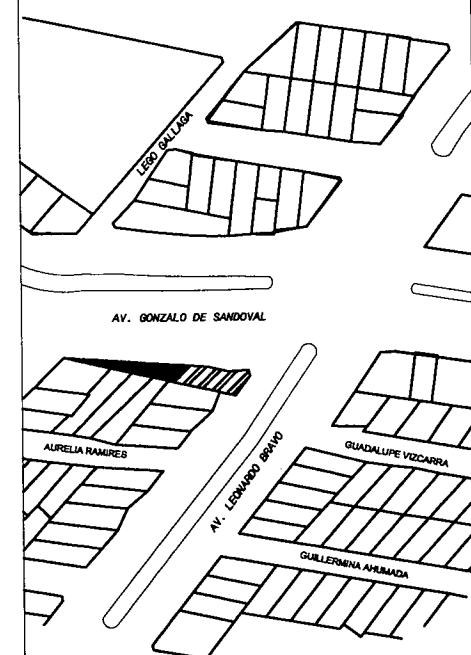 LEGO GALLAGA
AV. GONZALO DE SANDOVAL
AURELIA RAMIRES
AV. LEONARDO BRAVO
GUADALUPE VIZCARRA
GUILLERMINA AHUMADA